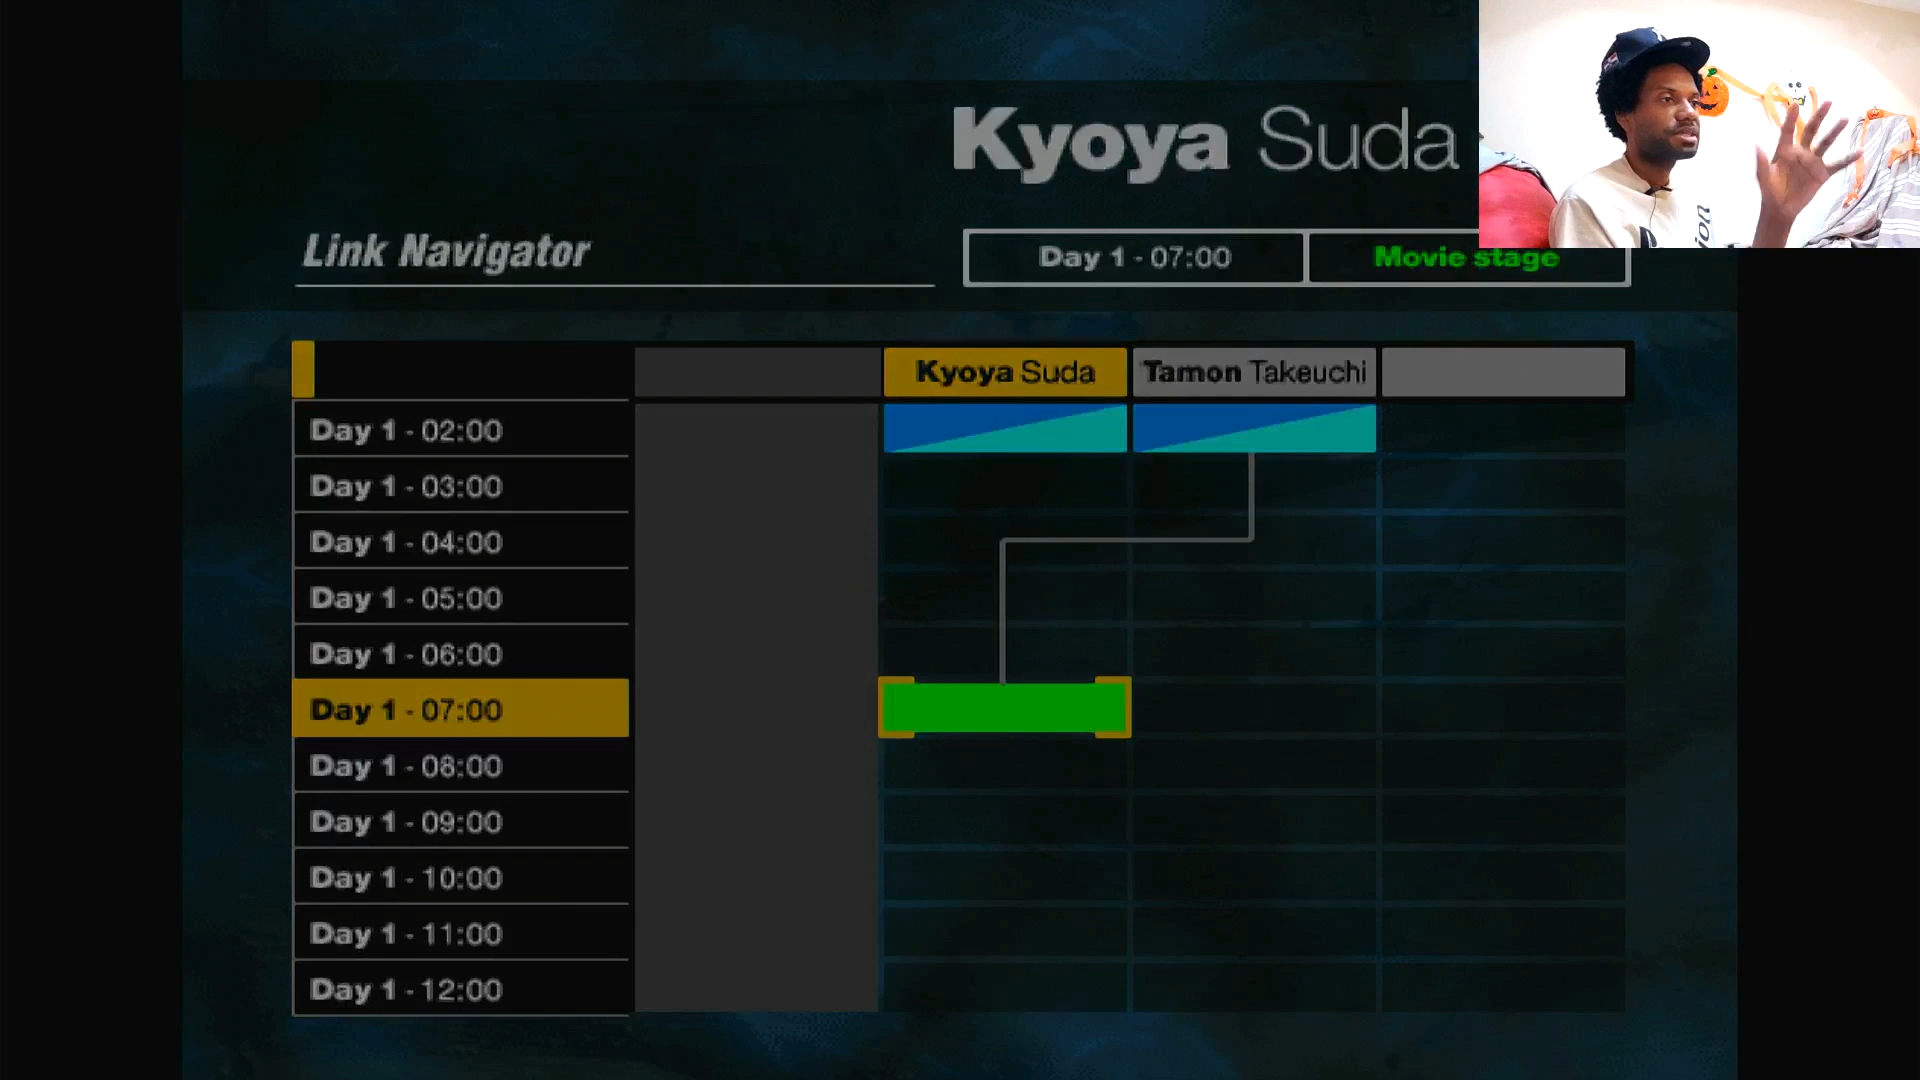 Kyoya Suda
Link Navigator
Day 1 - 07:00
Movie stage
Kyoya Suda
Tamon Takeuchi
Day 1 - 02:00
Day 1 - 03:00
Day 1 - 04:00
Day 1 - 05:00
Day 1 - 06:00
Day 1 - 07:00
Day 1 - 08:00
Day 1 - 09:00
Day 1 - 10:00
Day 1 - 11:00
Day 1 - 12:00